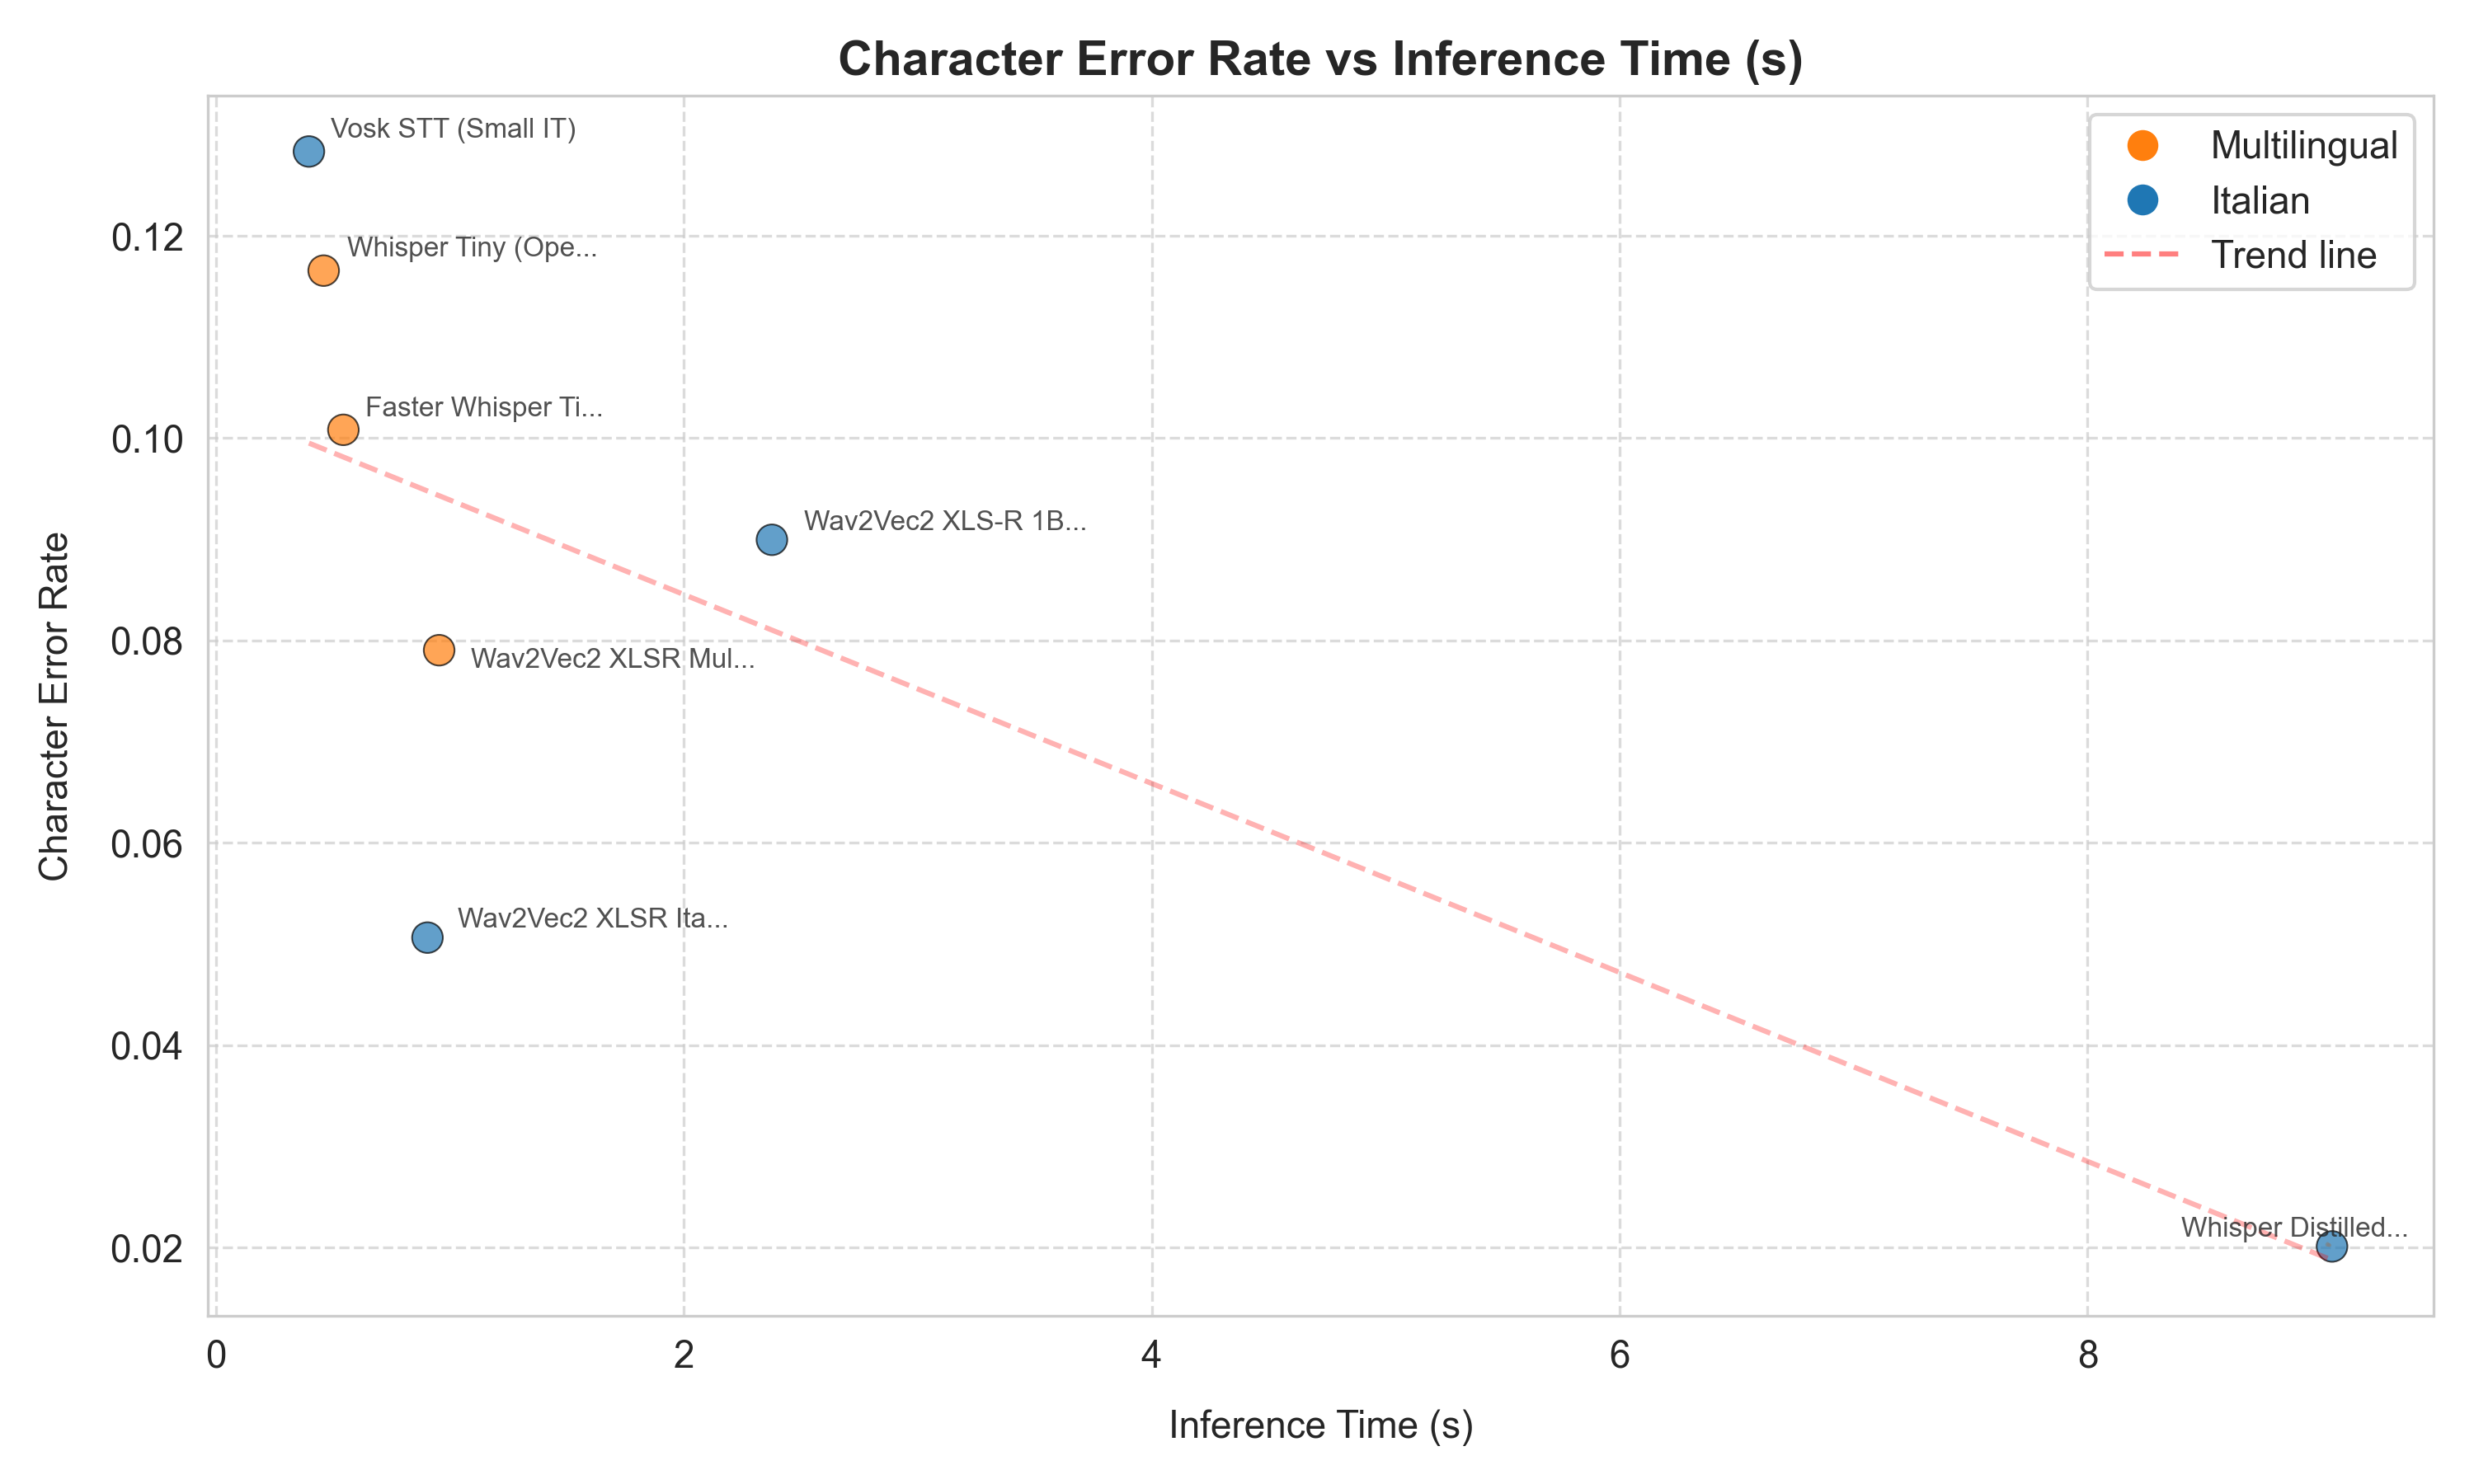 Character Error Rate vs Inference Time (s)
Vosk STT (Small IT)
Multilingual
Italian
Trend line
0.12
Whisper Tiny (Ope...
Faster Whisper Ti...
0.10
Wav2Vec2 XLS-R 1B...
0.08
Wav2Vec2 XLSR Mul...
Character Error Rate
0.06
Wav2Vec2 XLSR Ita...
0.04
Whisper Distilled...
0.02
0 2 4 6 8
Inference Time (s)